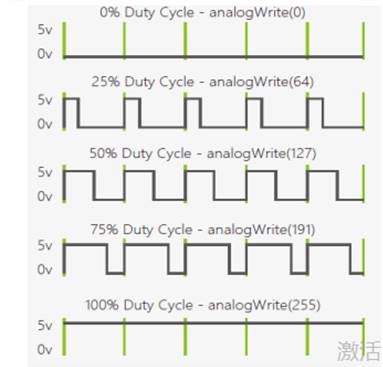 0% Duty Cycle - analogWrite(0)
5v
0v
25% Duty Cycle - analogWrite(64)
5v
0v
50% Duty Cycle - analogWrite(127)
5v
0v
75% Duty Cycle - analogWrite(191)
5v
0v
100% Duty Cycle - analogWrite(255)
5v
0v
激活